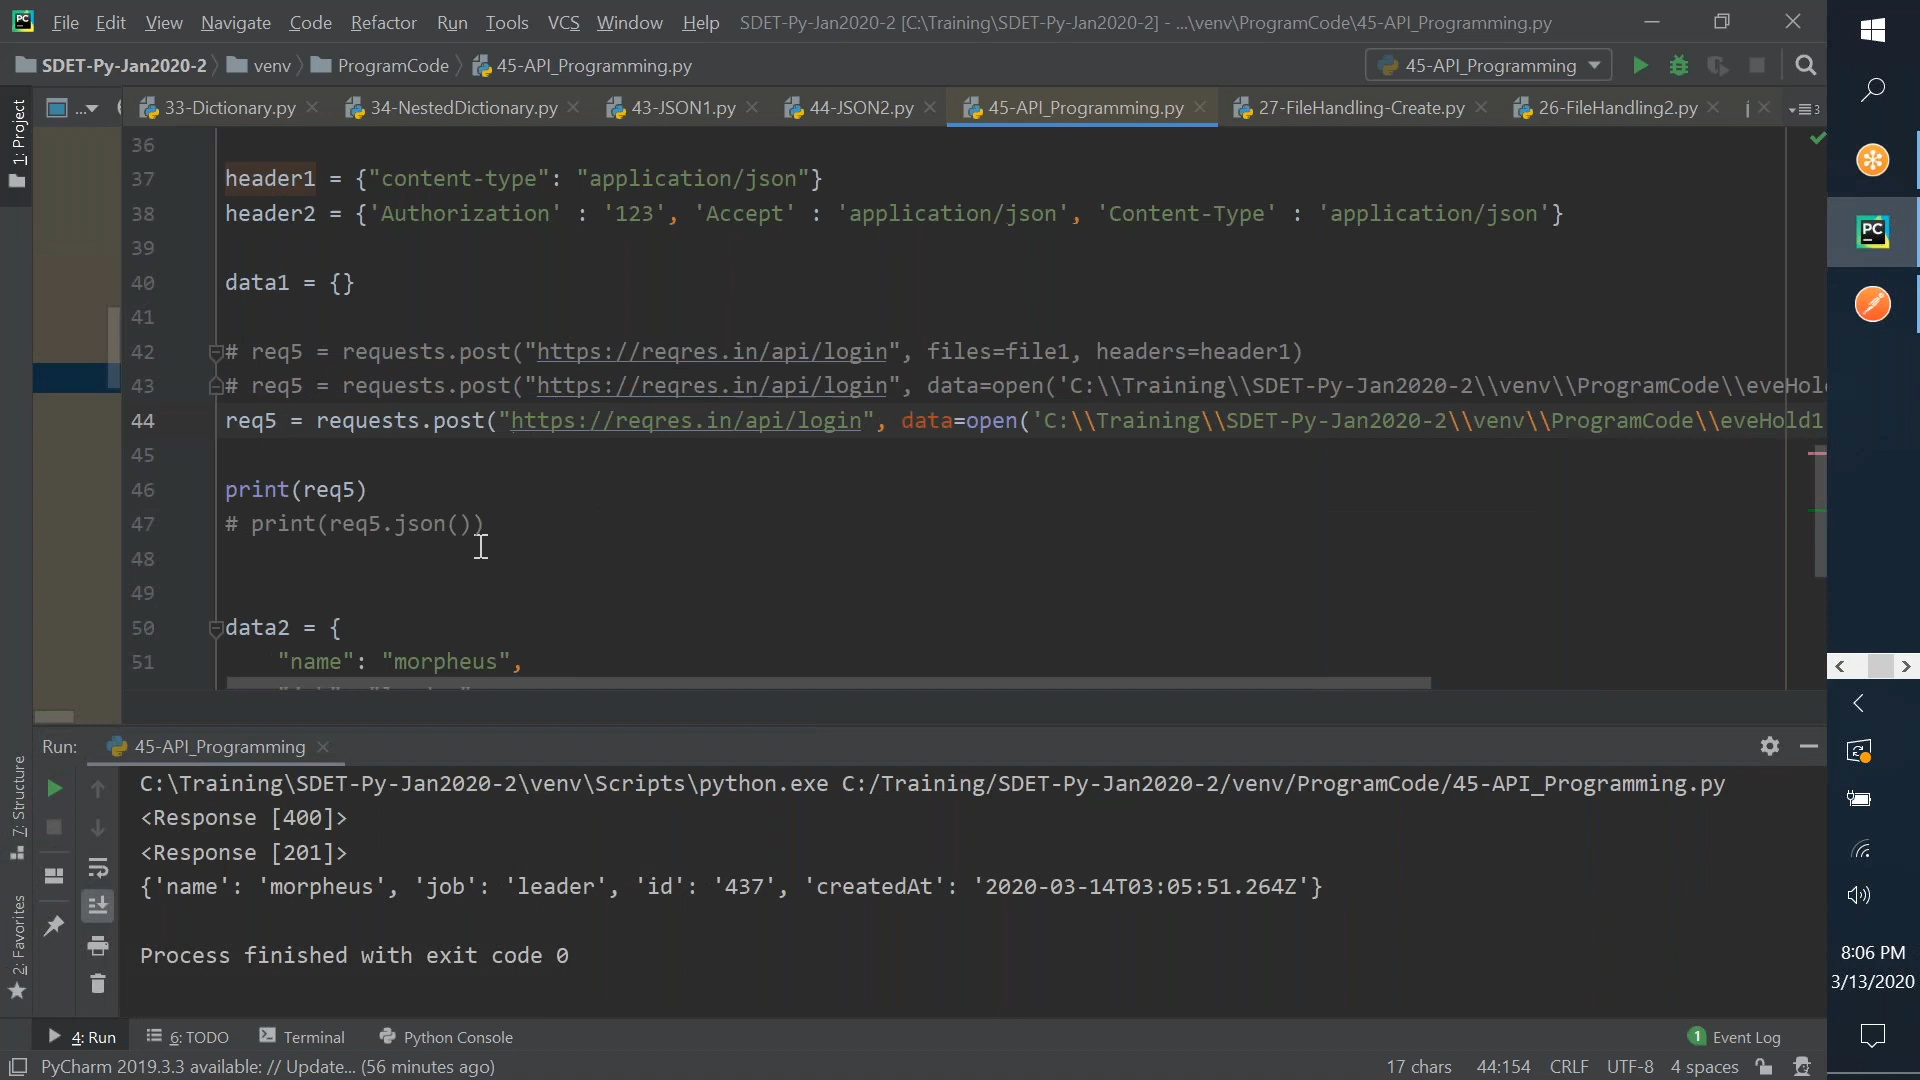 File Edit View Navigate Code Refactor Run Tools VCS Window Help SDET-Py-Jan2020-2 [C:\Training\SDET-Py-Jan2020-2] - ...\venv\ProgramCode\45-API_Programming.py
SDET-Py-Jan2020-2 venv ProgramCode 45-API_Programming.py 45-API_Programming
1: Project
... 33-Dictionary.py 34-NestedDictionary.py 43-JSON1.py 44-JSON2.py 45-API_Programming.py 27-FileHandling-Create.py 26-FileHandling2.py 3
36
37 header1 = {"content-type": "application/json"}
38 header2 = {'Authorization' : '123', 'Accept' : 'application/json', 'Content-Type' : 'application/json'}
39
40 data1 = {}
41
42 # req5 = requests.post("https://reqres.in/api/login", files=file1, headers=header1)
43 # req5 = requests.post("https://reqres.in/api/login", data=open('C:\\Training\\SDET-Py-Jan2020-2\\venv\\ProgramCode\\eveHol
44 req5 = requests.post("https://reqres.in/api/login", data=open('C:\\Training\\SDET-Py-Jan2020-2\\venv\\ProgramCode\\eveHold1
45
46 print(req5)
47 # print(req5.json())
48
49
50 data2 = {
51 "name": "morpheus",
Run: 45-API_Programming
C:\Training\SDET-Py-Jan2020-2\venv\Scripts\python.exe C:/Training/SDET-Py-Jan2020-2/venv/ProgramCode/45-API_Programming.py
<Response [400]>
<Response [201]>
{'name': 'morpheus', 'job': 'leader', 'id': '437', 'createdAt': '2020-03-14T03:05:51.264Z'}
Process finished with exit code 0
7: Structure
2: Favorites
4: Run 6: TODO Terminal Python Console 1 Event Log
PyCharm 2019.3.3 available: // Update... (56 minutes ago) 17 chars 44:154 CRLF UTF-8 4 spaces
PC
8:06 PM
3/13/2020